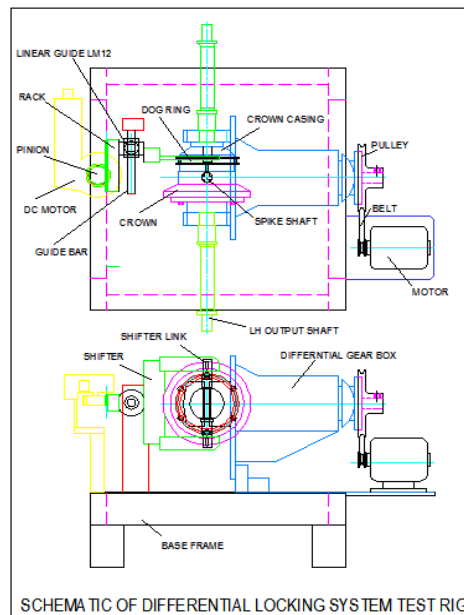 LINEAR GUIDE LM12
RACK
DOG RING
CROWN CASING
PULLEY
PINION
DC MOTOR
CROWN
SPIKE SHAFT
BELT
GUIDE BAR
MOTOR
SHIFTER LINK
LH OUTPUT SHAFT
SHIFTER
DIFFERNTIAL GEAR BOX
BASE FRAME
SCHEMATIC OF DIFFERENTIAL LOCKING SYSTEM TEST RIG